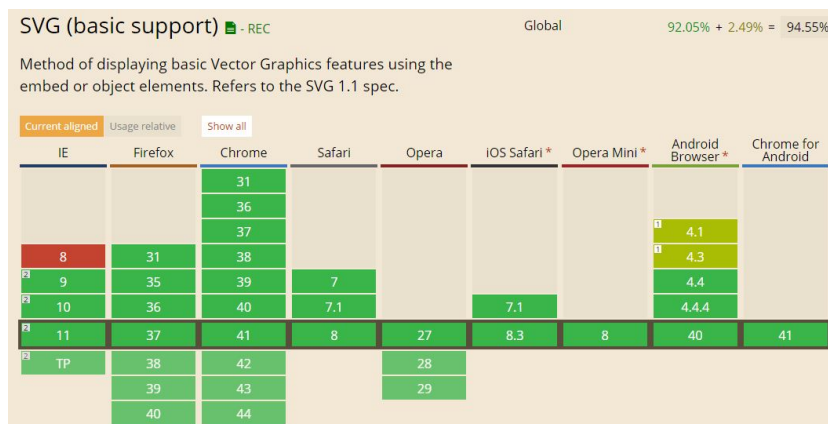 SVG (basic support) - REC Global 92.05% + 2.49% = 94.55%
Method of displaying basic Vector Graphics features using the
embed or object elements. Refers to the SVG 1.1 spec.
Current aligned Usage relative Show all
IE Firefox Chrome Safari Opera iOS Safari * Opera Mini * Android Browser * Chrome for Android
31
36
37 1 4.1
8 31 38 1 4.3
2 9 35 39 7 4.4
2 10 36 40 7.1 7.1 4.4.4
2 11 37 41 8 27 8.3 8 40 41
2 TP 38 42 28
39 43 29
40 44